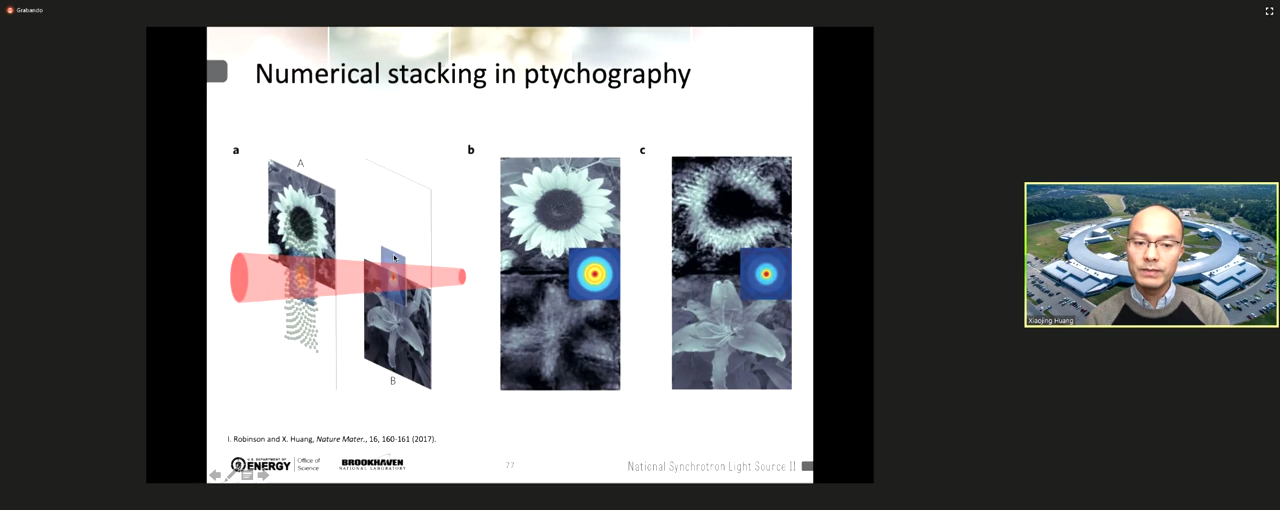 Grabando
Numerical stacking in ptychography
a
A
b
c
B
I. Robinson and X. Huang, Nature Mater., 16, 160-161 (2017).
U.S. DEPARTMENT OF
ENERGY
Office of
Science
BROOKHAVEN
NATIONAL LABORATORY
77
National Synchrotron Light Source II
Xiaojing Huang